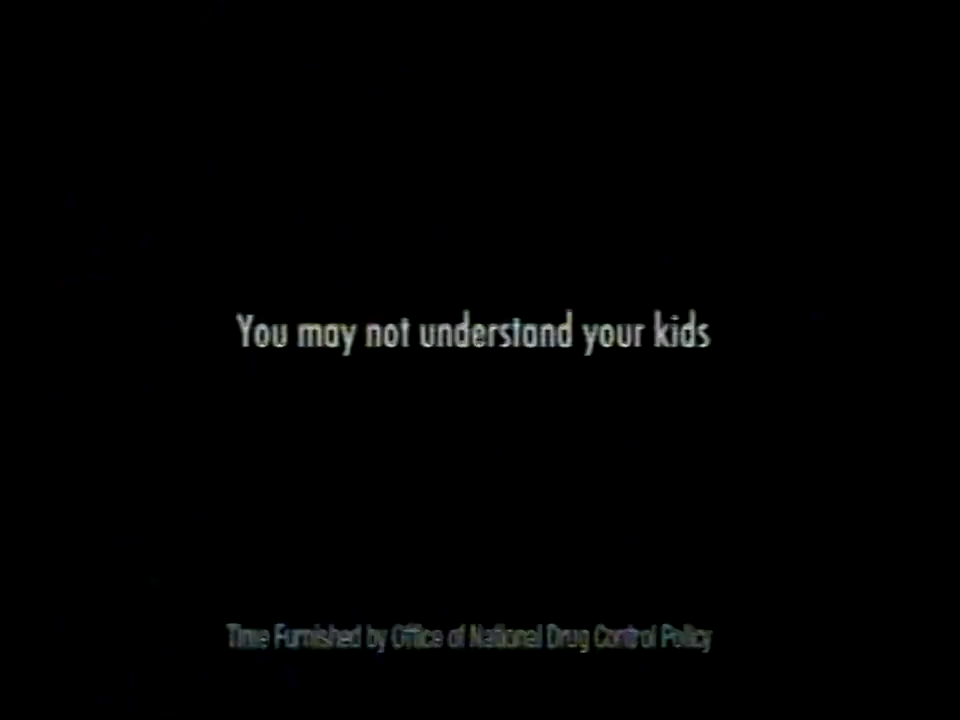 You may not understand your kids
Time Furnished by Office of National Drug Control Policy